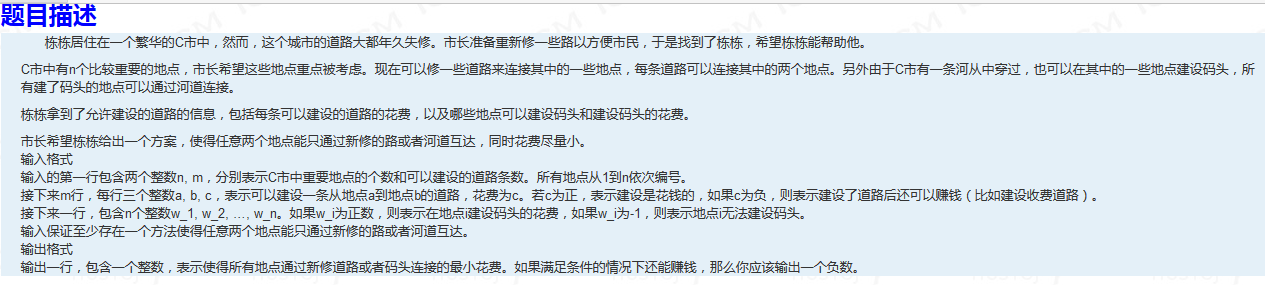 题目描述
栋栋居住在一个繁华的C市中，然而，这个城市的道路大都年久失修。市长准备重新修一些路以方便市民，于是找到了栋栋，希望栋栋能帮助他。
C市中有n个比较重要的地点，市长希望这些地点重点被考虑。现在可以修一些道路来连接其中的一些地点，每条道路可以连接其中的两个地点。另外由于C市有一条河从中穿过，也可以在其中的一些地点建设码头，所
有建了码头的地点可以通过河道连接。
栋栋拿到了允许建设的道路的信息，包括每条可以建设的道路的花费，以及哪些地点可以建设码头和建设码头的花费。
市长希望栋栋给出一个方案，使得任意两个地点能只通过新修的路或者河道互达，同时花费尽量小。
输入格式
输入的第一行包含两个整数n, m，分别表示C市中重要地点的个数和可以建设的道路条数。所有地点从1到n依次编号。
接下来m行，每行三个整数a, b, c，表示可以建设一条从地点a到地点b的道路，花费为c。若c为正，表示建设是花钱的，如果c为负，则表示建设了道路后还可以赚钱（比如建设收费道路）。
接下来一行，包含n个整数w_1, w_2, …, w_n。如果w_i为正数，则表示在地点i建设码头的花费，如果w_i为-1，则表示地点i无法建设码头。
输入保证至少存在一个方法使得任意两个地点能只通过新修的路或者河道互达。
输出格式
输出一行，包含一个整数，表示使得所有地点通过新修道路或者码头连接的最小花费。如果满足条件的情况下还能赚钱，那么你应该输出一个负数。